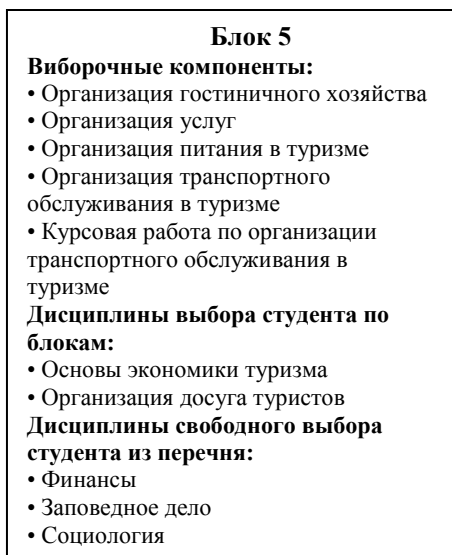 Блок 5
Виборочные компоненты:
• Организация гостиничного хозяйства
• Организация услуг
• Организация питания в туризме
• Организация транспортного
обслуживания в туризме
• Курсовая работа по организации
транспортного обслуживания в
туризме
Дисциплины выбора студента по
блокам:
• Основы экономики туризма
• Организация досуга туристов
Дисциплины свободного выбора
студента из перечня:
• Финансы
• Заповедное дело
• Социология